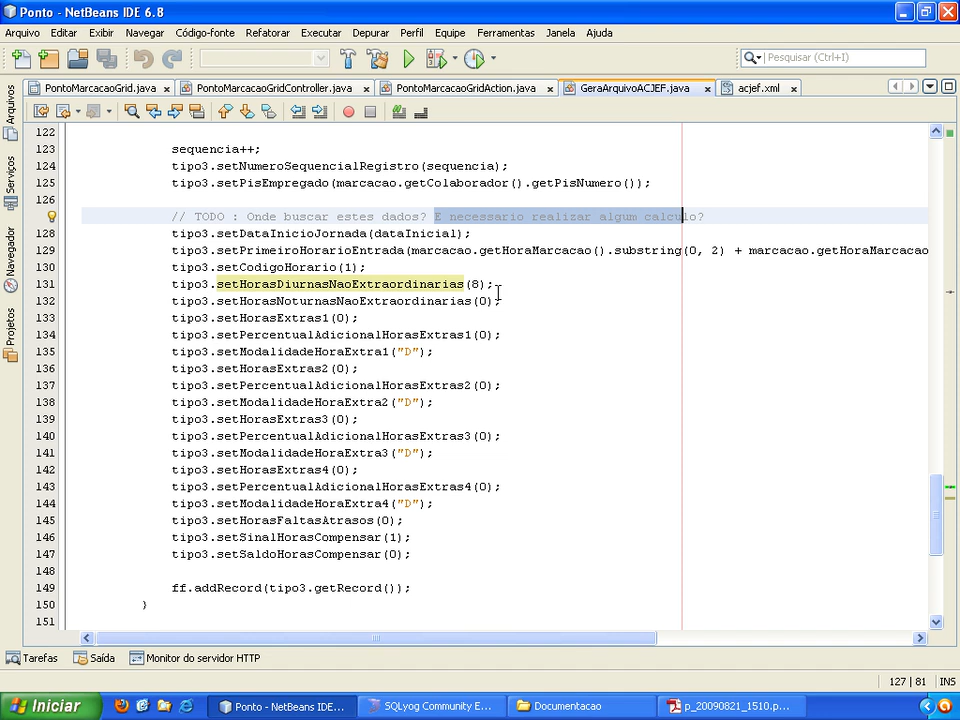 Ponto - NetBeans IDE 6.8
Arquivo Editar Exibir Navegar Código-fonte Refatorar Executar Depurar Perfil Equipe Ferramentas Janela Ajuda
Pesquisar (Ctrl+I)
PontoMarcacaoGrid.java PontoMarcacaoGridController.java PontoMarcacaoGridAction.java GeraArquivoACJEF.java acjef.xml
Arquivos
Serviços
Navegador
Projetos
122
123 sequencia++;
124 tipo3.setNumeroSequencialRegistro(sequencia);
125 tipo3.setPisEmpregado(marcacao.getColaborador().getPisNumero());
126
// TODO : Onde buscar estes dados? E necessario realizar algum calculo?
128 tipo3.setDataInicioJornada(dataInicial);
129 tipo3.setPrimeiroHorarioEntrada(marcacao.getHoraMarcacao().substring(0, 2) + marcacao.getHoraMarcacao
130 tipo3.setCodigoHorario(1);
131 tipo3.setHorasDiurnasNaoExtraordinarias(8);
132 tipo3.setHorasNoturnasNaoExtraordinarias(0);
133 tipo3.setHorasExtras1(0);
134 tipo3.setPercentualAdicionalHorasExtras1(0);
135 tipo3.setModalidadeHoraExtra1("D");
136 tipo3.setHorasExtras2(0);
137 tipo3.setPercentualAdicionalHorasExtras2(0);
138 tipo3.setModalidadeHoraExtra2("D");
139 tipo3.setHorasExtras3(0);
140 tipo3.setPercentualAdicionalHorasExtras3(0);
141 tipo3.setModalidadeHoraExtra3("D");
142 tipo3.setHorasExtras4(0);
143 tipo3.setPercentualAdicionalHorasExtras4(0);
144 tipo3.setModalidadeHoraExtra4("D");
145 tipo3.setHorasFaltasAtrasos(0);
146 tipo3.setSinalHorasCompensar(1);
147 tipo3.setSaldoHorasCompensar(0);
148
149 ff.addRecord(tipo3.getRecord());
150 }
151
Tarefas Saída Monitor do servidor HTTP
127 | 81 INS
Iniciar Ponto - NetBeans IDE... SQLyog Community E... Documentacao p_20090821_1510.p... 15:04